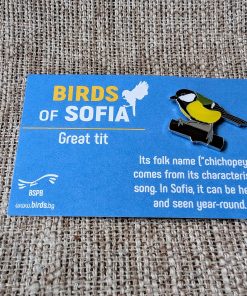 BIRDS
OF SOFIA
Great tit
Its folk name ("chichopey
comes from its characteris
song. In Sofia, it can be he
and seen year-round.
BSPB
www.birds.bg